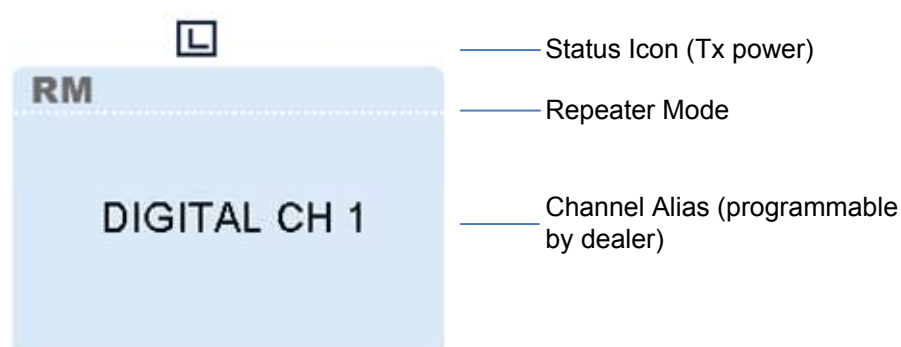 L
Status Icon (Tx power)
RM
Repeater Mode
DIGITAL CH 1
Channel Alias (programmable
by dealer)